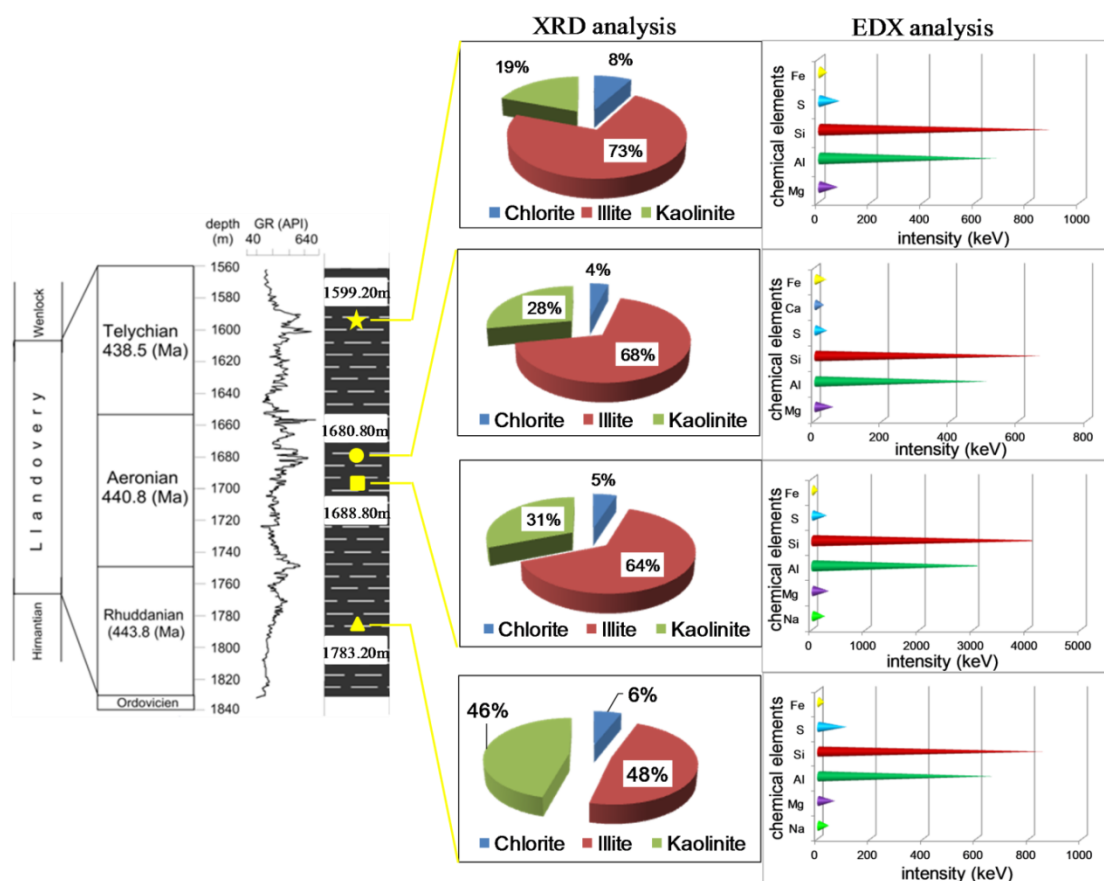 XRD analysis
EDX analysis
depth
(m)
GR (API)
40 640
1560
1580
1600
1620
1640
1660
1680
1700
1720
1740
1760
1780
1800
1820
1840
Wenlock
Llandovery
Hirnantian
Telychian
438.5 (Ma)
Aeronian
440.8 (Ma)
Rhuddanian
(443.8 (Ma)
Ordovicien
1599.20m
1680.80m
1688.80m
1783.20m
19%
8%
73%
Chlorite Illite Kaolinite
chemical elements
Fe
S
Si
Al
Mg
0 200 400 600 800 1000
intensity (keV)
4%
28%
68%
Chlorite Illite Kaolinite
chemical elements
Fe
Ca
S
Si
Al
Mg
0 200 400 600 800
intensity (keV)
5%
31%
64%
Chlorite Illite Kaolinite
chemical elements
Fe
S
Si
Al
Mg
Na
0 1000 2000 3000 4000 5000
intensity (keV)
46%
6%
48%
Chlorite Illite Kaolinite
chemical elements
Fe
S
Si
Al
Mg
Na
0 200 400 600 800 1000
intensity (keV)